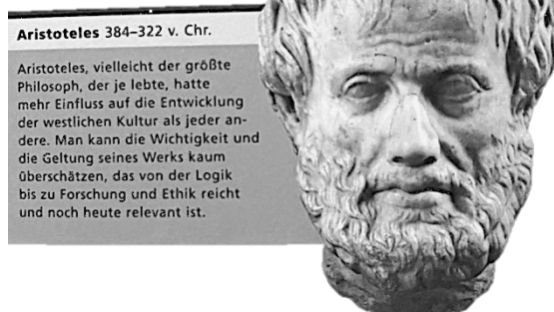 Aristoteles 384–322 v. Chr.
Aristoteles, vielleicht der größte
Philosoph, der je lebte, hatte
mehr Einfluss auf die Entwicklung
der westlichen Kultur als jeder an-
dere. Man kann die Wichtigkeit und
die Geltung seines Werks kaum
überschätzen, das von der Logik
bis zu Forschung und Ethik reicht
und noch heute relevant ist.